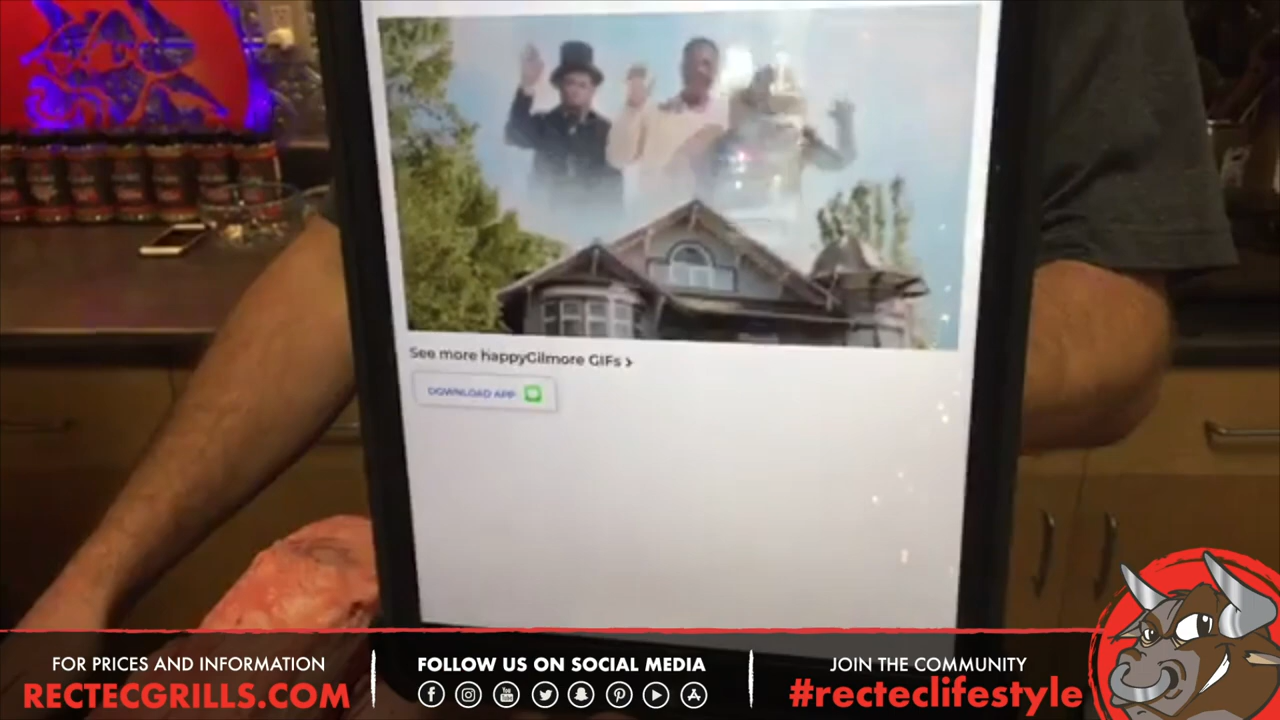 See more happyGilmore GIFs >
DOWNLOAD APP
FOR PRICES AND INFORMATION
RECTECGRILLS.COM
FOLLOW US ON SOCIAL MEDIA
JOIN THE COMMUNITY
#recteclifestyle